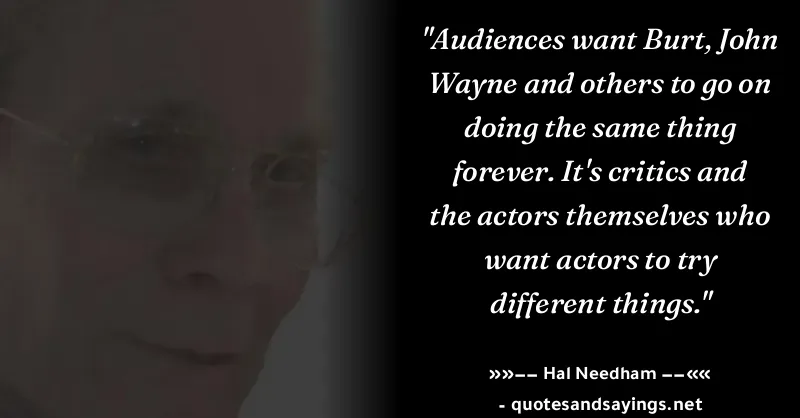 "Audiences want Burt, John
Wayne and others to go on
doing the same thing
forever. It's critics and
the actors themselves who
want actors to try
different things."
»»−− Hal Needham −−««
- quotesandsayings.net